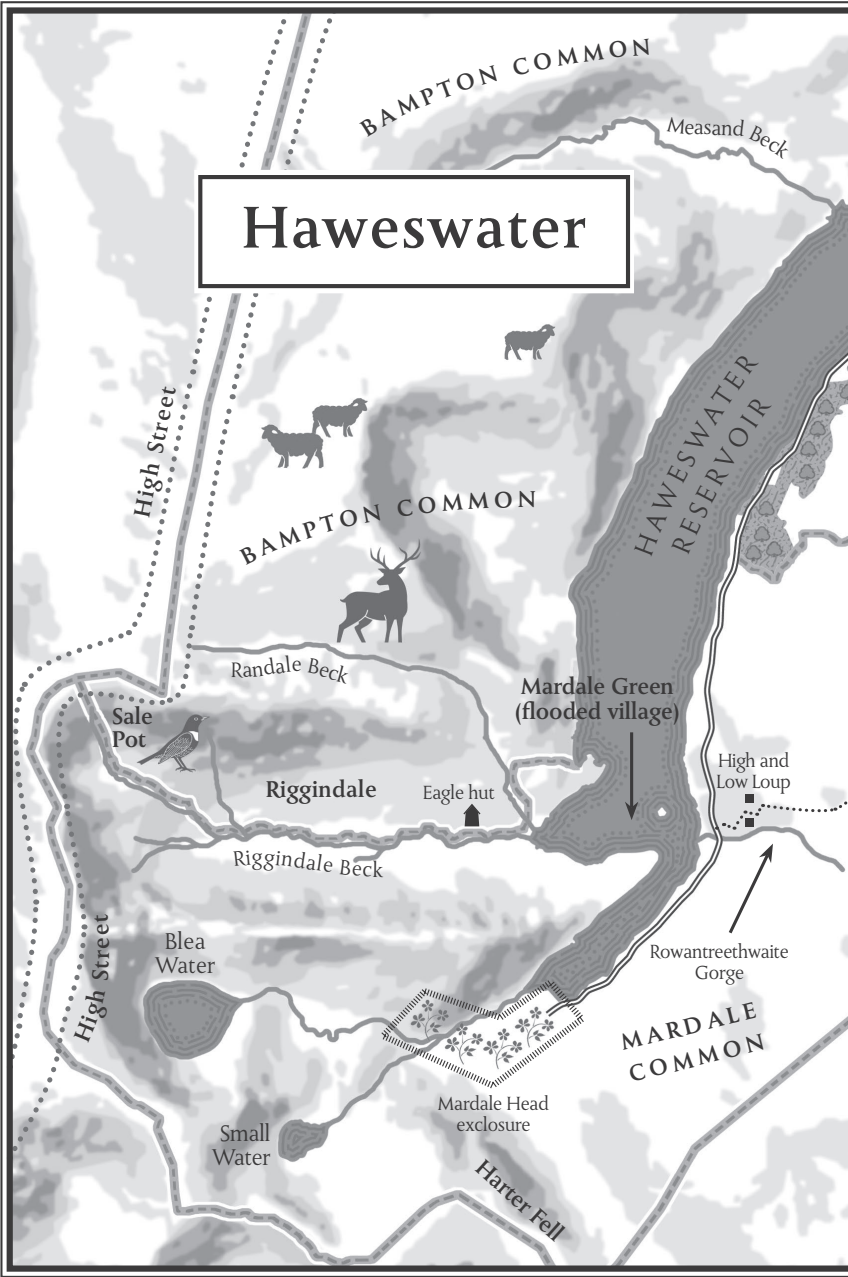 BAMPTON COMMON
Measand Beck
Haweswater
HAWESWATER
RESERVOIR
High Street
BAMPTON COMMON
Randale Beck
Mardale Green
(flooded village)
Sale
Pot
High and
Low Loup
Riggindale
Eagle hut
Riggindale Beck
High Street
Blea
Water
Rowantreethwaite
Gorge
MARDALE
COMMON
Mardale Head
exclosure
Small
Water
Harter Fell